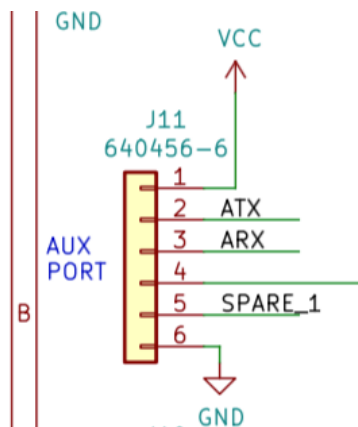 GND
VCC
J11
640456-6
1
2 ATX
3 ARX
AUX
PORT
4
5 SPARE_1
B
6
GND